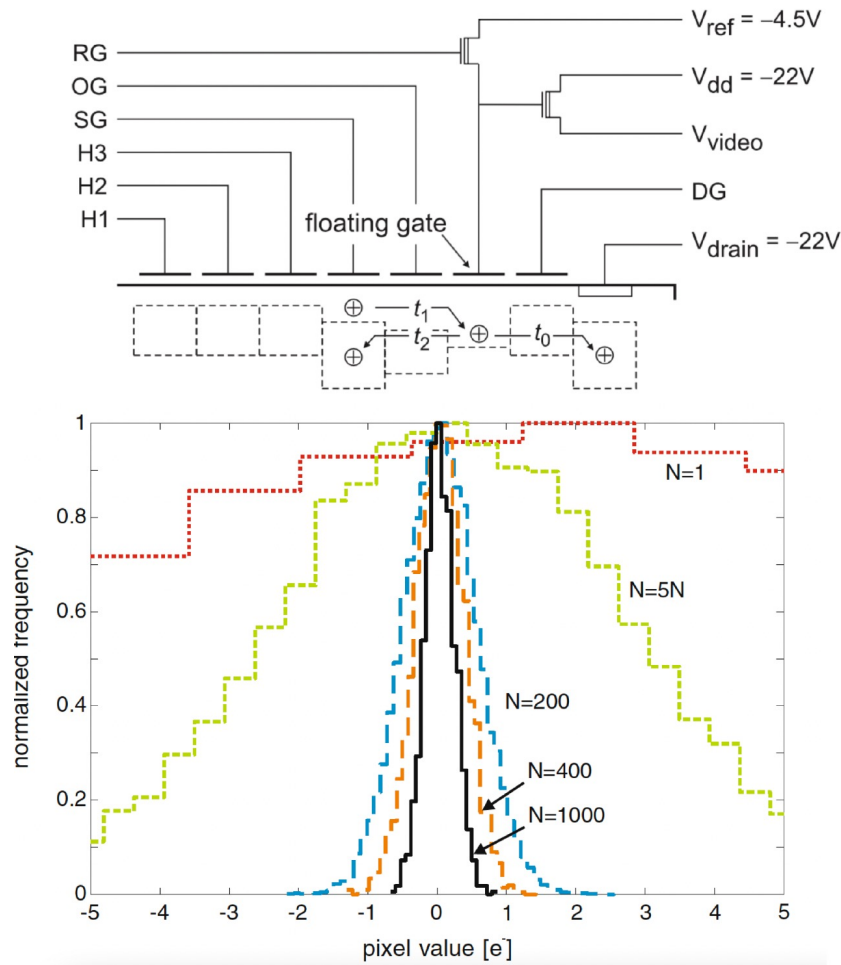 RG
OG
SG
H3
H2
H1
floating gate
V_ref = −4.5V
V_dd = −22V
V_video
DG
V_drain = −22V
t_1
t_2
t_0
normalized frequency
1
0.8
0.6
0.4
0.2
0
N=1
N=5N
N=200
N=400
N=1000
-5 -4 -3 -2 -1 0 1 2 3 4 5
pixel value [e⁻]